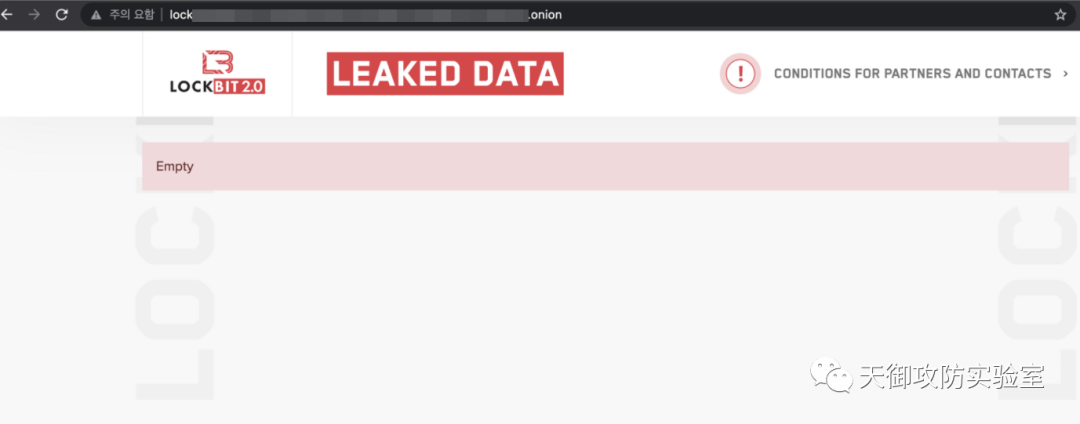 주의 요함 lock .onion
LOCKBIT 2.0
LEAKED DATA
CONDITIONS FOR PARTNERS AND CONTACTS >
Empty
LOCK
LOCK
天御攻防实验室